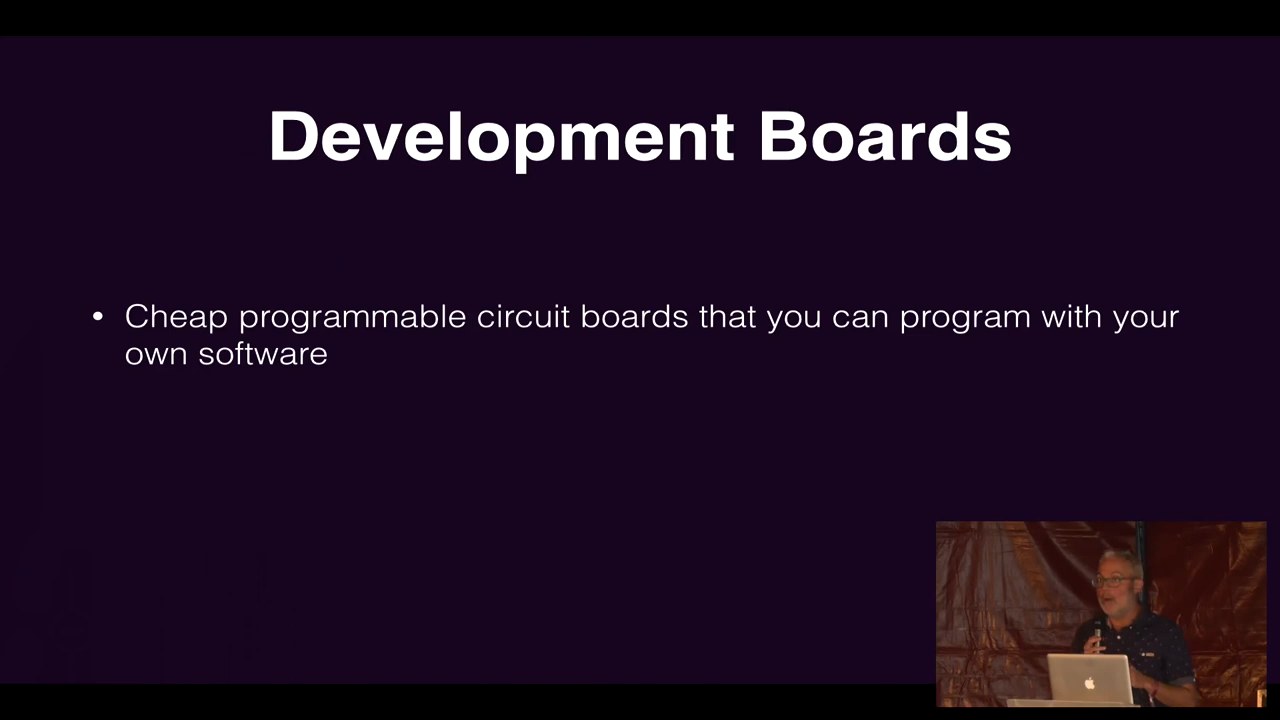 Development Boards
• Cheap programmable circuit boards that you can program with your
own software